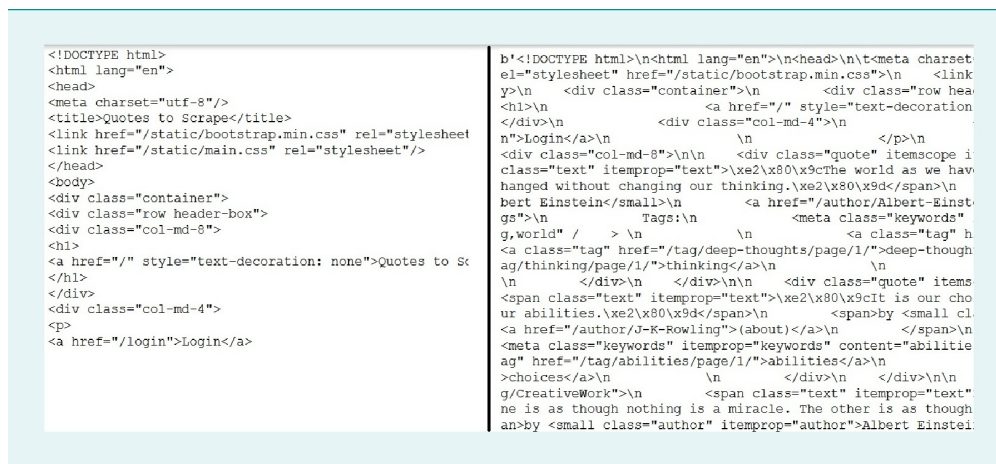 <!DOCTYPE html>
<html lang="en">
<head>
<meta charset="utf-8"/>
<title>Quotes to Scrape</title>
<link href="/static/bootstrap.min.css" rel="stylesheet
<link href="/static/main.css" rel="stylesheet"/>
</head>
<body>
<div class="container">
<div class="row header-box">
<div class="col-md-8">
<h1>
<a href="/" style="text-decoration: none">Quotes to Sc
</h1>
</div>
<div class="col-md-4">
<p>
<a href="/login">Login</a>
b'<!DOCTYPE html>\n<html lang="en">\n<head>\n\t<meta charset
el="stylesheet" href="/static/bootstrap.min.css">\n    <link
y>\n    <div class="container">\n        <div class="row hea
<h1>\n                <a href="/" style="text-decoration
</div>\n            <div class="col-md-4">\n
n">Login</a>\n                \n                </p>\n
<div class="col-md-8">\n\n    <div class="quote" itemscope i
class="text" itemprop="text">\xe2\x80\x9cThe world as we hav
hanged without changing our thinking.\xe2\x80\x9d</span>\n
bert Einstein</small>\n        <a href="/author/Albert-Einst
gs">\n            Tags:\n            <meta class="keywords"
g,world" /    > \n            \n            <a class="tag" h
<a class="tag" href="/tag/deep-thoughts/page/1/">deep-though
ag/thinking/page/1/">thinking</a>\n            \n
\n        </div>\n    </div>\n\n    <div class="quote" items
<span class="text" itemprop="text">\xe2\x80\x9cIt is our cho
ur abilities.\xe2\x80\x9d</span>\n        <span>by <small cl
<a href="/author/J-K-Rowling">(about)</a>\n        </span>\n
<meta class="keywords" itemprop="keywords" content="abilitie
ag" href="/tag/abilities/page/1/">abilities</a>\n
>choices</a>\n            \n        </div>\n    </div>\n\n
g/CreativeWork">\n        <span class="text" itemprop="text"
ne is as though nothing is a miracle. The other is as though
an>by <small class="author" itemprop="author">Albert Einstei